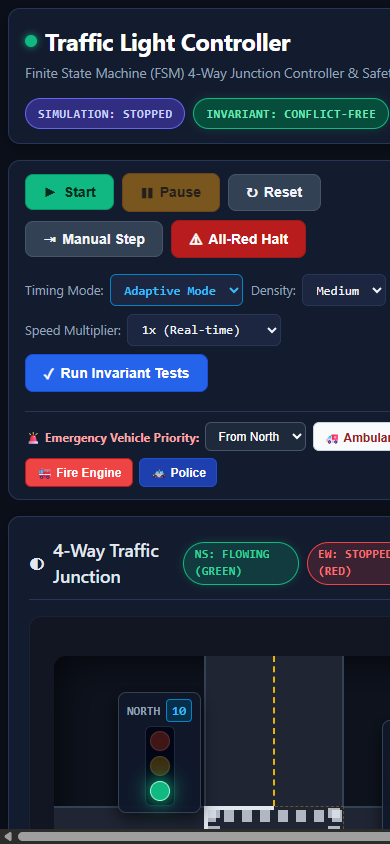 Traffic Light Controller
Finite State Machine (FSM) 4-Way Junction Controller & Safet
SIMULATION: STOPPED
INVARIANT: CONFLICT-FREE
Start
Pause
Reset
Manual Step
All-Red Halt
Timing Mode: Adaptive Mode Density: Medium
Speed Multiplier: 1x (Real-time)
Run Invariant Tests
Emergency Vehicle Priority: From North Ambular
Fire Engine
Police
4-Way Traffic
Junction
NS: FLOWING
(GREEN)
EW: STOPPED
(RED)
NORTH 10